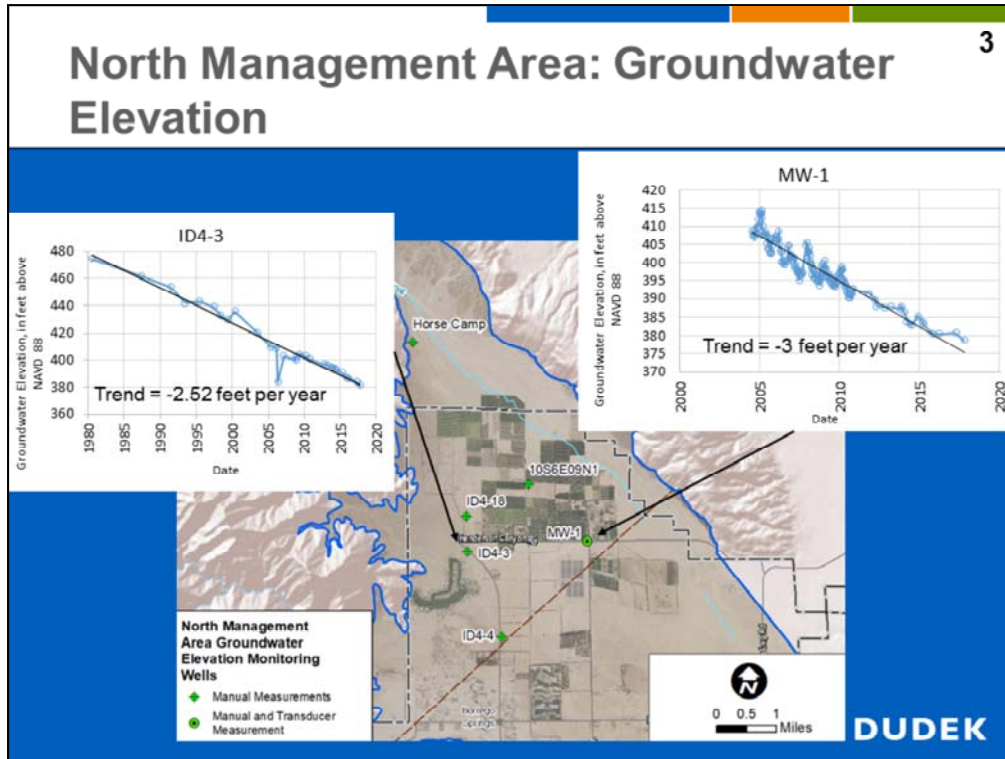 3
North Management Area: Groundwater
Elevation
ID4-3
Groundwater Elevation, in feet above
NAVD 88
480
460
440
420
400
380
360
Trend = -2.52 feet per year
1980
1985
1990
1995
2000
2005
2010
2015
2020
Date
MW-1
Groundwater Elevation, in feet above
NAVD 88
420
415
410
405
400
395
390
385
380
375
370
Trend = -3 feet per year
2000
2005
2010
2015
2020
Date
Horse Camp
10S6E09N1
ID4-18
MW-1
ID4-3
ID4-4
Borrego
Springs
North Management
Area Groundwater
Elevation Monitoring
Wells
Manual Measurements
Manual and Transducer
Measurement
N
0 0.5 1
Miles
DUDEK